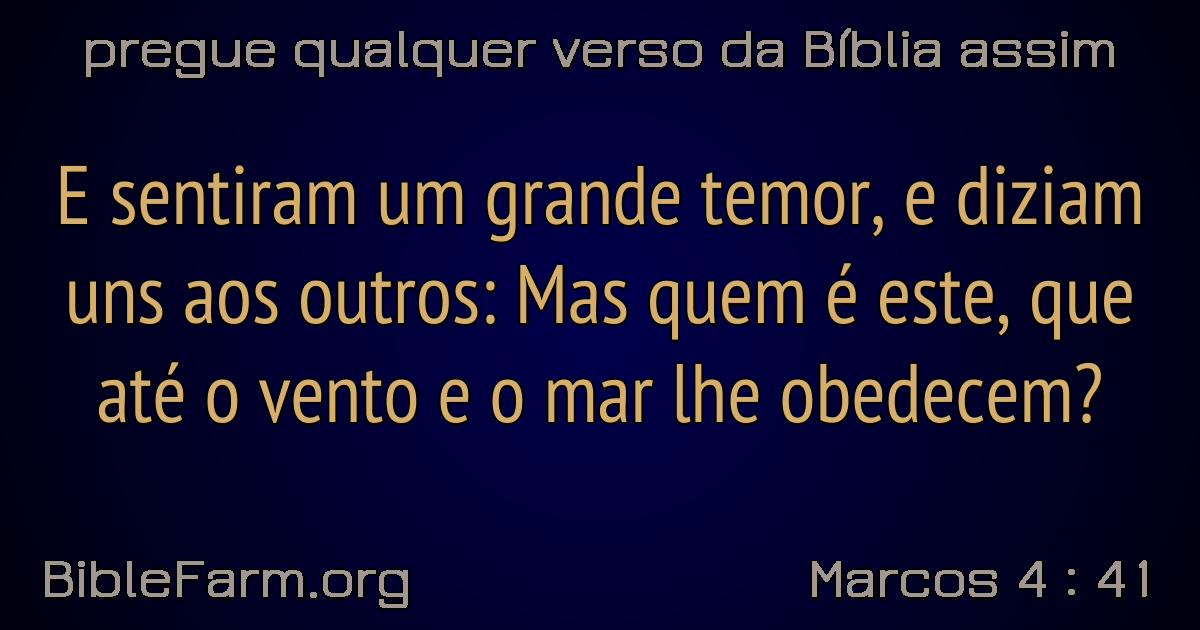 pregue qualquer verso da Bíblia assim
E sentiram um grande temor, e diziam
uns aos outros: Mas quem é este, que
até o vento e o mar lhe obedecem?
BibleFarm.org
Marcos 4 : 41